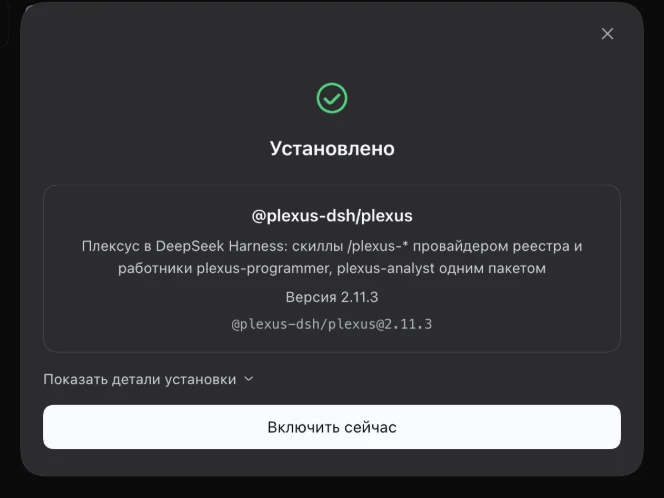 Установлено
@plexus-dsh/plexus
Плексус в DeepSeek Harness: скиллы /plexus-* провайдером реестра и
работники plexus-programmer, plexus-analyst одним пакетом
Версия 2.11.3
@plexus-dsh/plexus@2.11.3
Показать детали установки
Включить сейчас